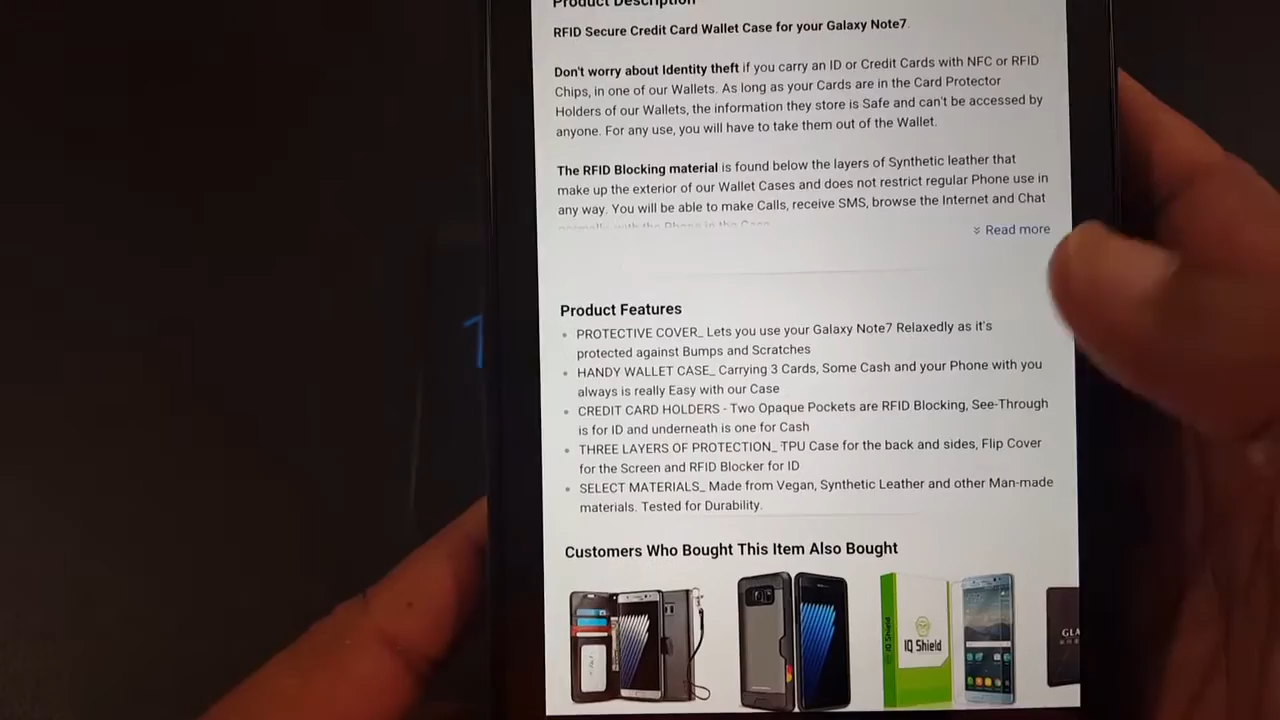 Product Description
RFID Secure Credit Card Wallet Case for your Galaxy Note7.
Don't worry about Identity theft if you carry an ID or Credit Cards with NFC or RFID
Chips, in one of our Wallets. As long as your Cards are in the Card Protector
Holders of our Wallets, the information they store is Safe and can't be accessed by
anyone. For any use, you will have to take them out of the Wallet.
The RFID Blocking material is found below the layers of Synthetic leather that
make up the exterior of our Wallet Cases and does not restrict regular Phone use in
any way. You will be able to make Calls, receive SMS, browse the Internet and Chat
normally with the Phone in the Case
Read more
Product Features
• PROTECTIVE COVER_ Lets you use your Galaxy Note7 Relaxedly as it's
protected against Bumps and Scratches
• HANDY WALLET CASE_ Carrying 3 Cards, Some Cash and your Phone with you
always is really Easy with our Case
• CREDIT CARD HOLDERS - Two Opaque Pockets are RFID Blocking, See-Through
is for ID and underneath is one for Cash
• THREE LAYERS OF PROTECTION_ TPU Case for the back and sides, Flip Cover
for the Screen and RFID Blocker for ID
• SELECT MATERIALS_ Made from Vegan, Synthetic Leather and other Man-made
materials. Tested for Durability.
Customers Who Bought This Item Also Bought
IQ Shield
IQ Shield
GLA